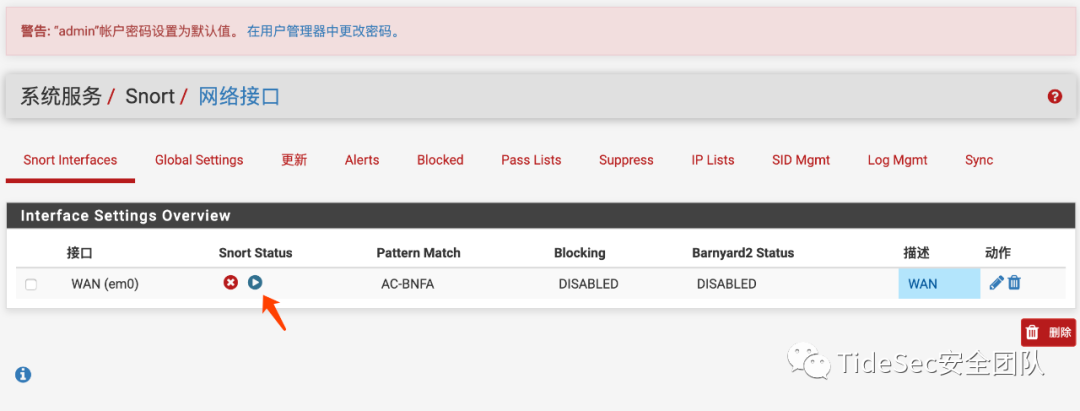 警告: "admin"帐户密码设置为默认值。 在用户管理器中更改密码。
系统服务 / Snort / 网络接口
Snort Interfaces Global Settings 更新 Alerts Blocked Pass Lists Suppress IP Lists SID Mgmt Log Mgmt Sync
Interface Settings Overview
接口 Snort Status Pattern Match Blocking Barnyard2 Status 描述 动作
WAN (em0) AC-BNFA DISABLED DISABLED WAN
删除
TideSec安全团队